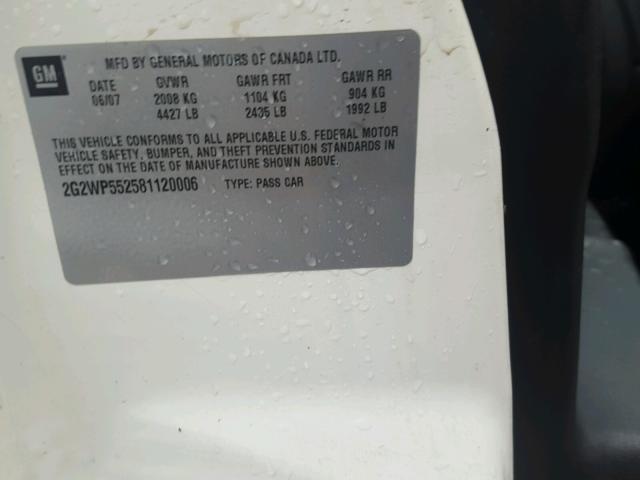 GM
MFD BY GENERAL MOTORS OF CANADA LTD.
DATE GVWR GAWR FRT GAWR RR
06/07 2008 KG 1104 KG 904 KG
4427 LB 2435 LB 1992 LB
THIS VEHICLE CONFORMS TO ALL APPLICABLE U.S. FEDERAL MOTOR
VEHICLE SAFETY, BUMPER, AND THEFT PREVENTION STANDARDS IN
EFFECT ON THE DATE OF MANUFACTURE SHOWN ABOVE.
2G2WP552581120006 TYPE: PASS CAR